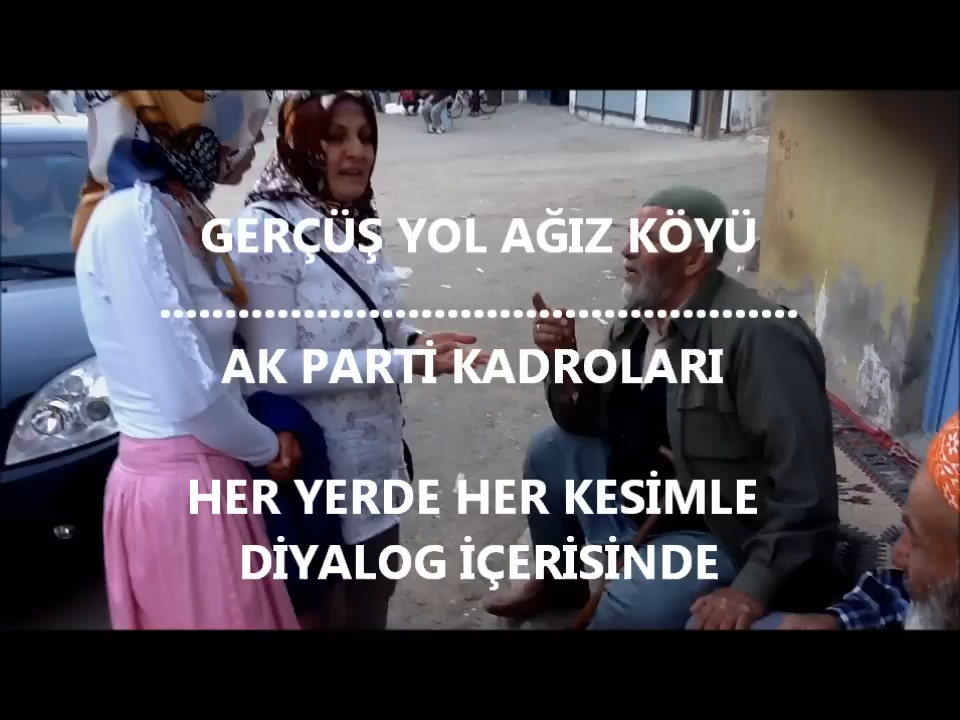 GERÇÜŞ YOL AĞIZ KÖYÜ
..................................................
AK PARTİ KADROLARI
HER YERDE HER KESİMLE
DİYALOG İÇERİSİNDE